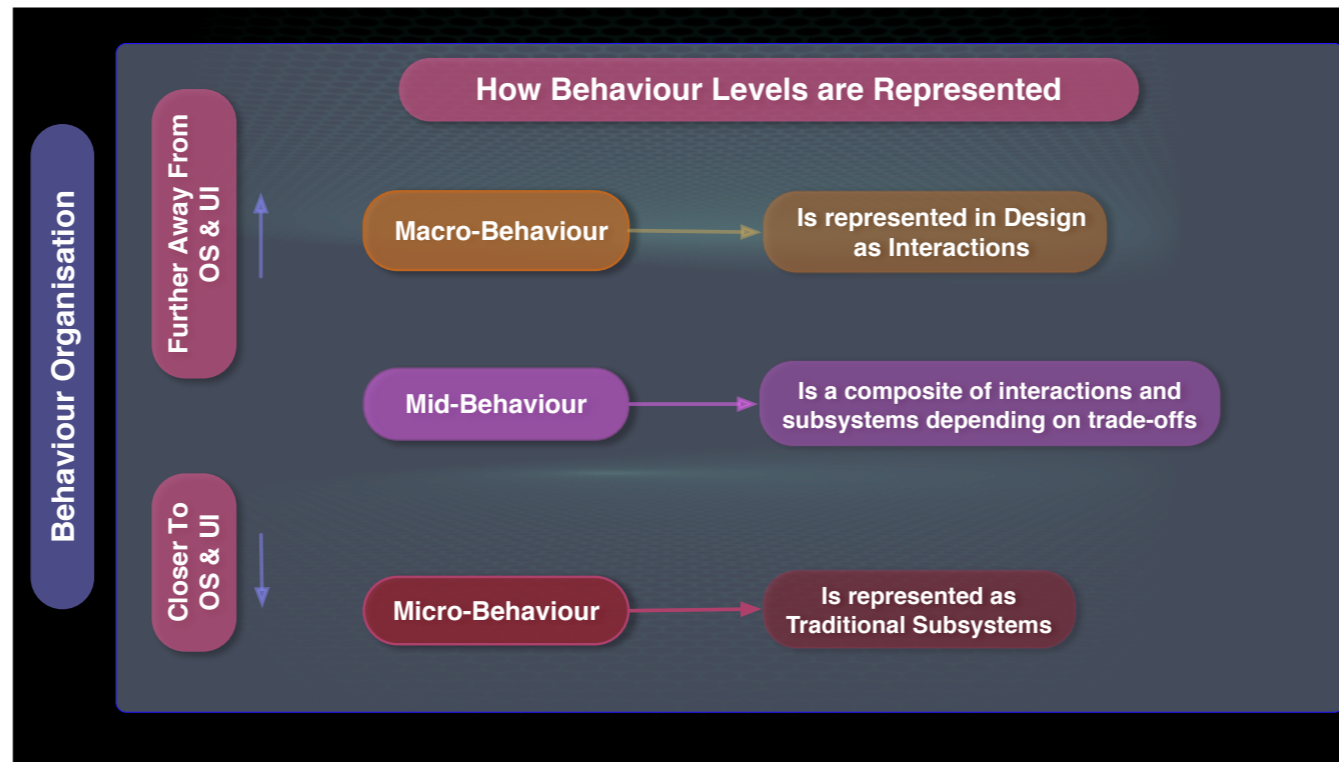 How Behaviour Levels are Represented
Behaviour Organisation
Further Away From
OS & UI
Macro-Behaviour
Is represented in Design
as Interactions
Mid-Behaviour
Is a composite of interactions and
subsystems depending on trade-offs
Closer To
OS & UI
Micro-Behaviour
Is represented as
Traditional Subsystems